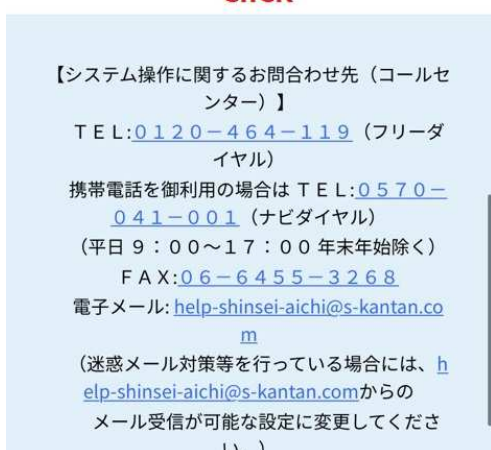 【システム操作に関するお問合わせ先（コールセ
ンター）】
ＴＥＬ:０１２０－４６４－１１９（フリーダ
イヤル）
携帯電話を御利用の場合は ＴＥＬ:０５７０－
０４１－００１（ナビダイヤル）
（平日 ９：００～１７：００ 年末年始除く）
ＦＡＸ:０６－６４５５－３２６８
電子メール: help-shinsei-aichi@s-kantan.co
m
（迷惑メール対策等を行っている場合には、h
elp-shinsei-aichi@s-kantan.comからの
メール受信が可能な設定に変更してくださ
い。）